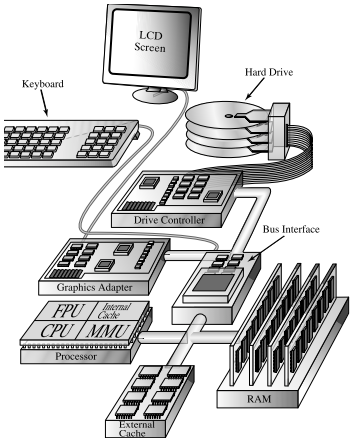 LCD
Screen
Keyboard
Hard Drive
Drive Controller
Bus Interface
Graphics Adapter
FPU
Internal
Cache
CPU
MMU
Processor
RAM
External
Cache